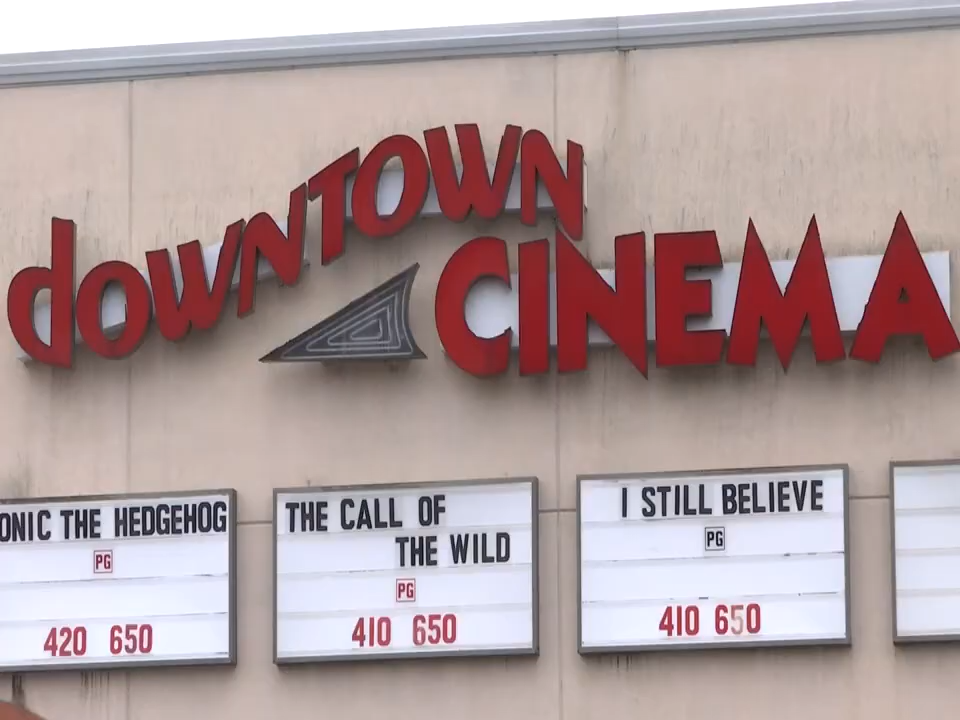 DOWNTOWN
CINEMA
ONIC THE HEDGEHOG
PG
420 650
THE CALL OF
THE WILD
PG
410 650
I STILL BELIEVE
PG
410 650